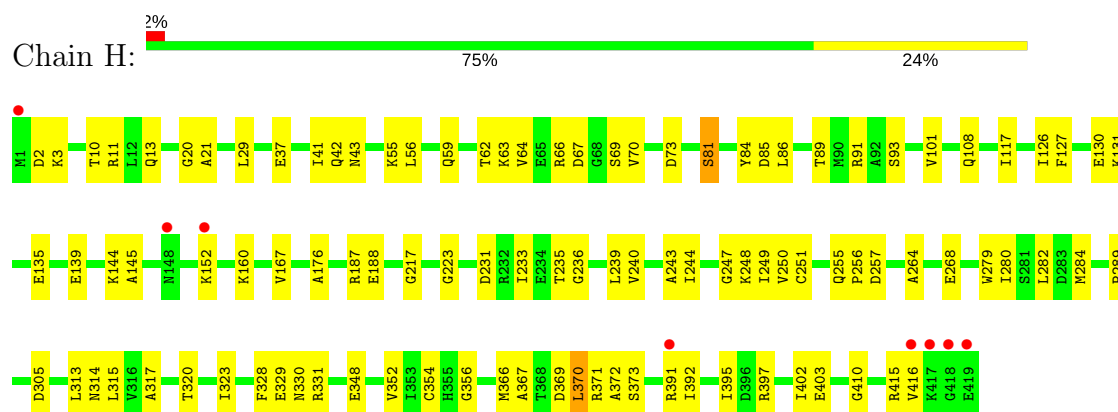 2%
Chain H:
75% 24%
M1 D2 K3 T10 R11 L12 Q13 G20 A21 L29 E37 I41 Q42 N43 K55 L56 Q59 T62 K63 V64 E65 R66 D67 G68 S69 V70 D73 S81 Y84 D85 L86 T89 M90 R91 A92 S93 V101 Q108 I117 I126 F127 E130 K131
E135 E139 K144 A145 N148 K152 K160 V167 A176 R187 E188 G217 G223 D231 R232 I233 E234 T235 G236 L239 V240 A243 I244 G247 K248 I249 V250 C251 Q255 P256 D257 A264 E268 W279 I280 S281 L282 D283 M284
D305 L313 N314 L315 V316 A317 T320 I323 F328 E329 N330 R331 E348 V352 I353 C354 H355 G356 M366 A367 T368 D369 L370 R371 A372 S373 R391 I392 I395 D396 R397 I402 E403 G410 R415 V416 K417 G418 E419